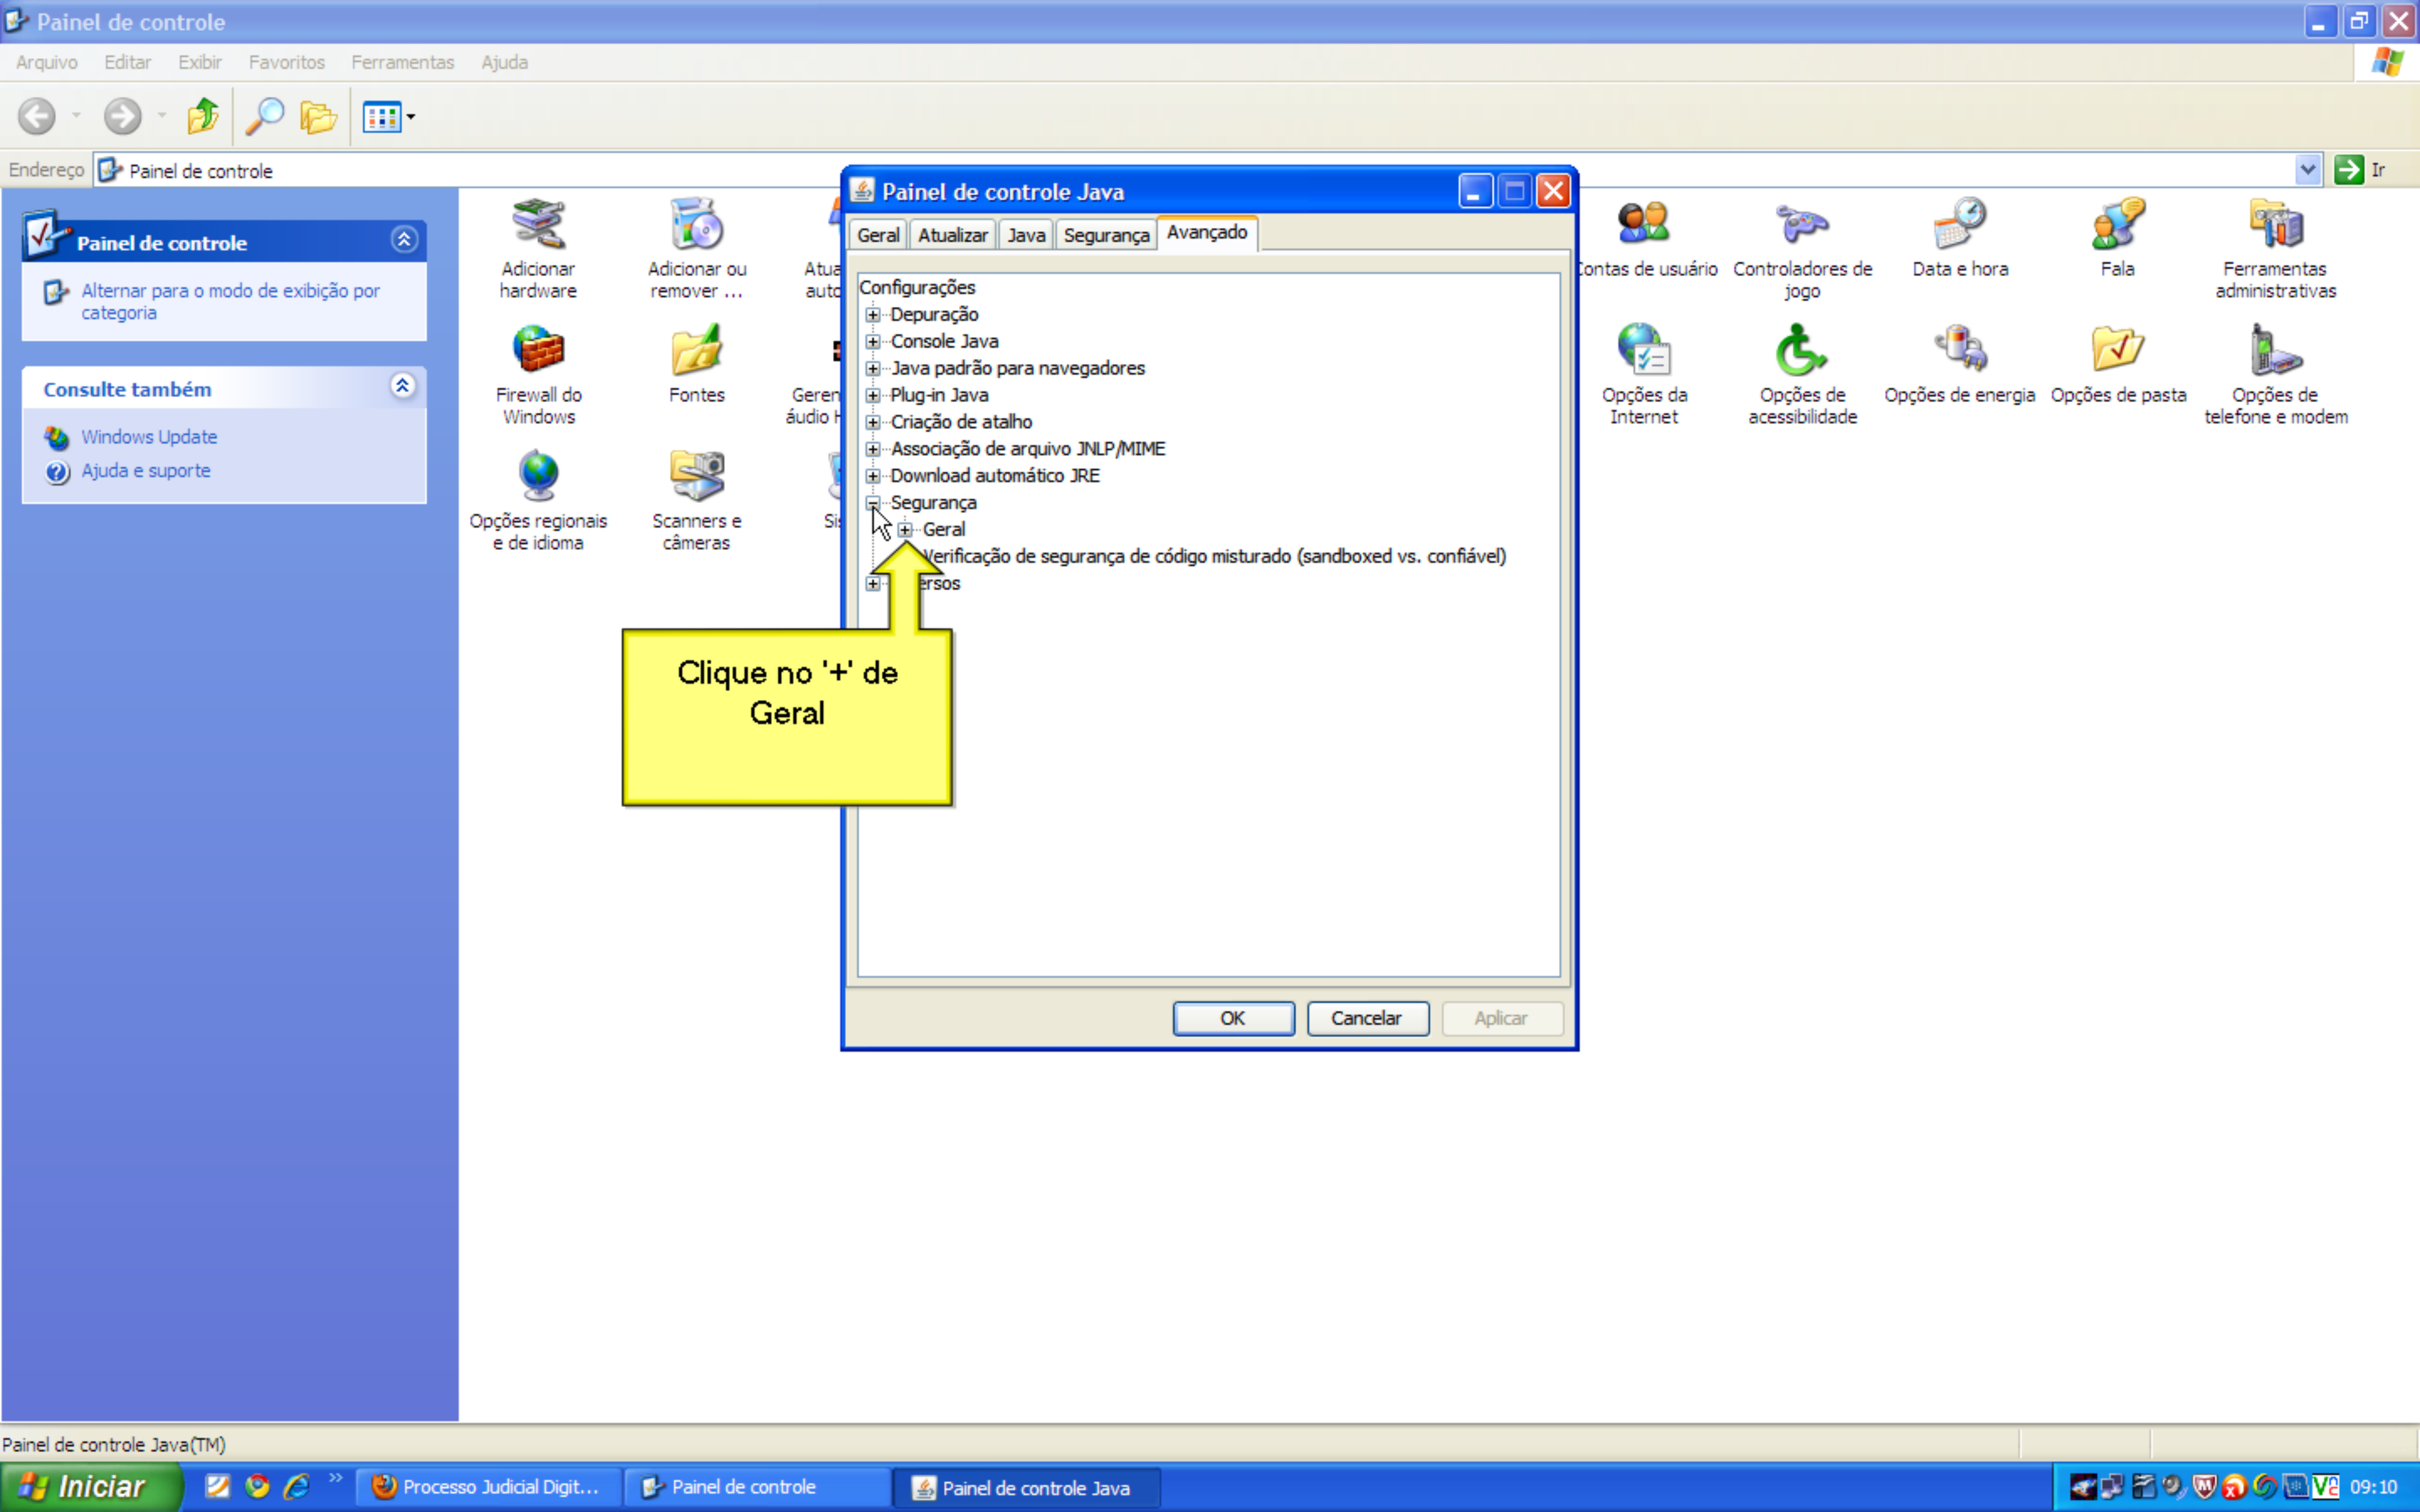 Painel de controle
Arquivo Editar Exibir Favoritos Ferramentas Ajuda
Endereço Painel de controle Ir
Painel de controle
Alternar para o modo de exibição por
categoria
Consulte também
Windows Update
Ajuda e suporte
Adicionar
hardware
Adicionar ou
remover ...
Firewall do
Windows
Fontes
áudio
Opções regionais
e de idioma
Scanners e
câmeras
Painel de controle Java
Geral Atualizar Java Segurança Avançado
Configurações
Depuração
Console Java
Java padrão para navegadores
Plug-in Java
Criação de atalho
Associação de arquivo JNLP/MIME
Download automático JRE
Segurança
Geral
Verificação de segurança de código misturado (sandboxed vs. confiável)
ersos
Clique no '+' de
Geral
OK Cancelar Aplicar
Contas de usuário
Controladores de
jogo
Data e hora
Fala
Ferramentas
administrativas
Opções da
Internet
Opções de
acessibilidade
Opções de energia
Opções de pasta
Opções de
telefone e modem
Painel de controle Java(TM)
Iniciar Processo Judicial Digit... Painel de controle Painel de controle Java 09:10